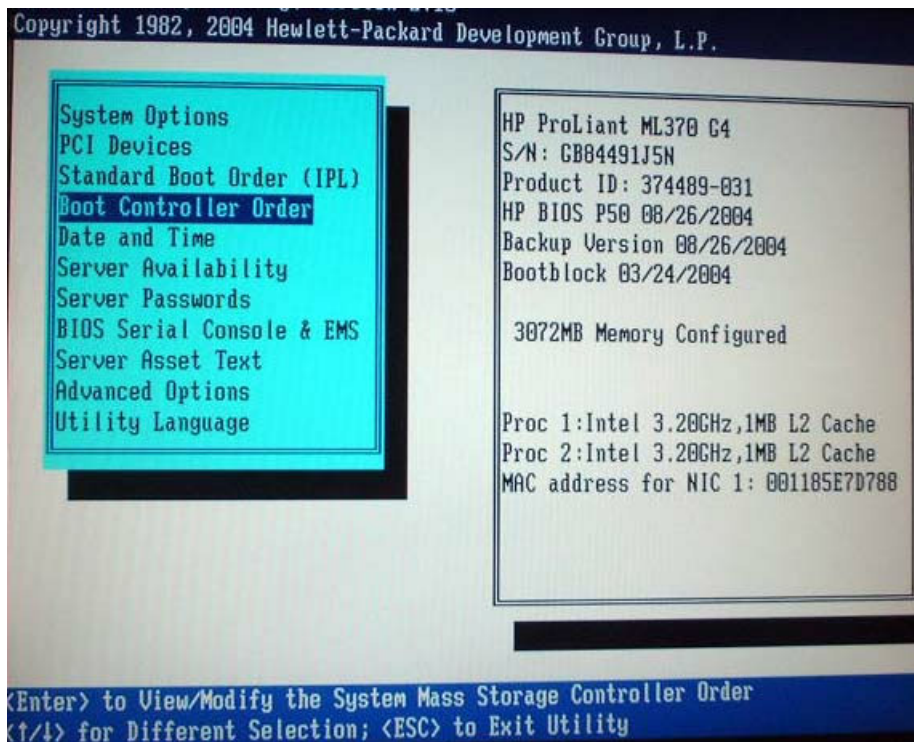 Copyright 1982, 2004 Hewlett-Packard Development Group, L.P.
System Options
PCI Devices
Standard Boot Order (IPL)
Boot Controller Order
Date and Time
Server Availability
Server Passwords
BIOS Serial Console & EMS
Server Asset Text
Advanced Options
Utility Language
HP ProLiant ML370 G4
S/N: GB84491J5N
Product ID: 374489-031
HP BIOS P50 08/26/2004
Backup Version 08/26/2004
Bootblock 03/24/2004
3072MB Memory Configured
Proc 1:Intel 3.20GHz,1MB L2 Cache
Proc 2:Intel 3.20GHz,1MB L2 Cache
MAC address for NIC 1: 001185E7D788
<Enter> to View/Modify the System Mass Storage Controller Order
<↑/↓> for Different Selection; <ESC> to Exit Utility